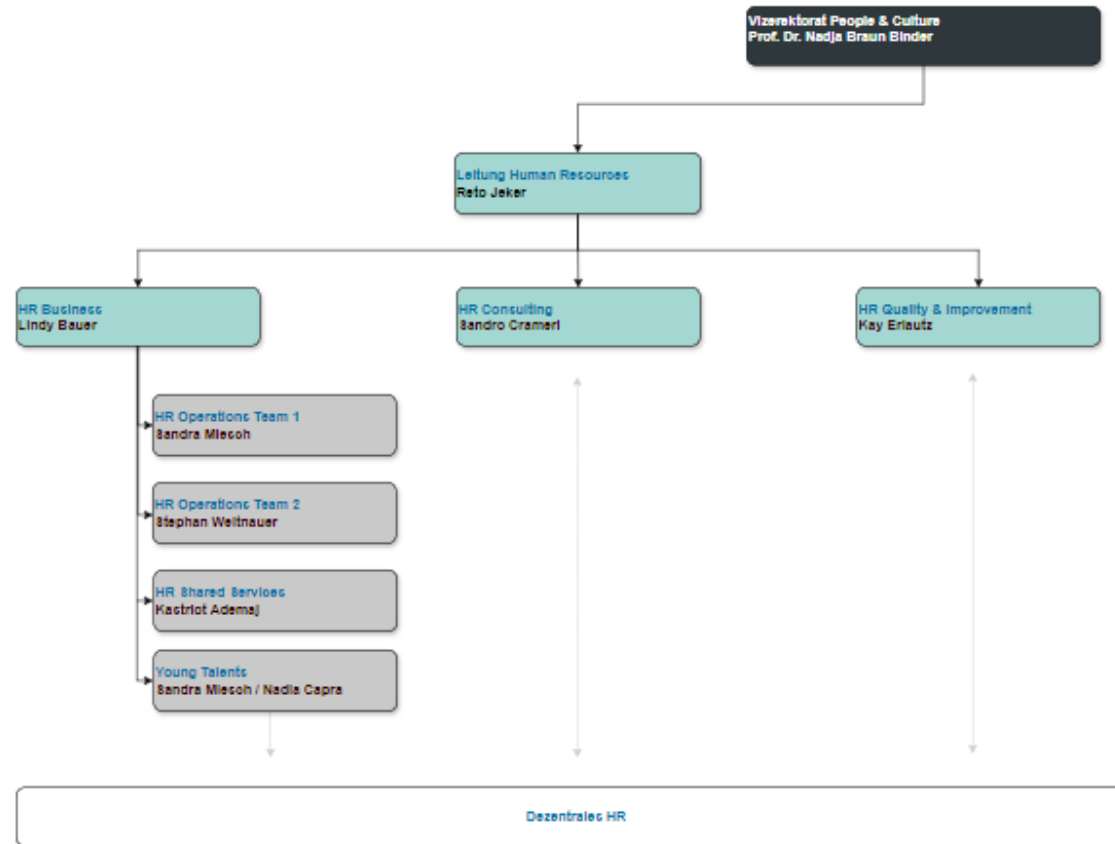 Vizerektorat People & Culture
Prof. Dr. Nadja Braun Binder
Leitung Human Resources
Reto Jeker
HR Business
Lindy Bauer
HR Consulting
Sandro Crameri
HR Quality & Improvement
Kay Erlautz
HR Operations Team 1
Sandra Miesch
HR Operations Team 2
Stephan Weitnauer
HR Shared Services
Kastriot Ademaj
Young Talents
Sandra Miesch / Nadia Capra
Dezentrales HR